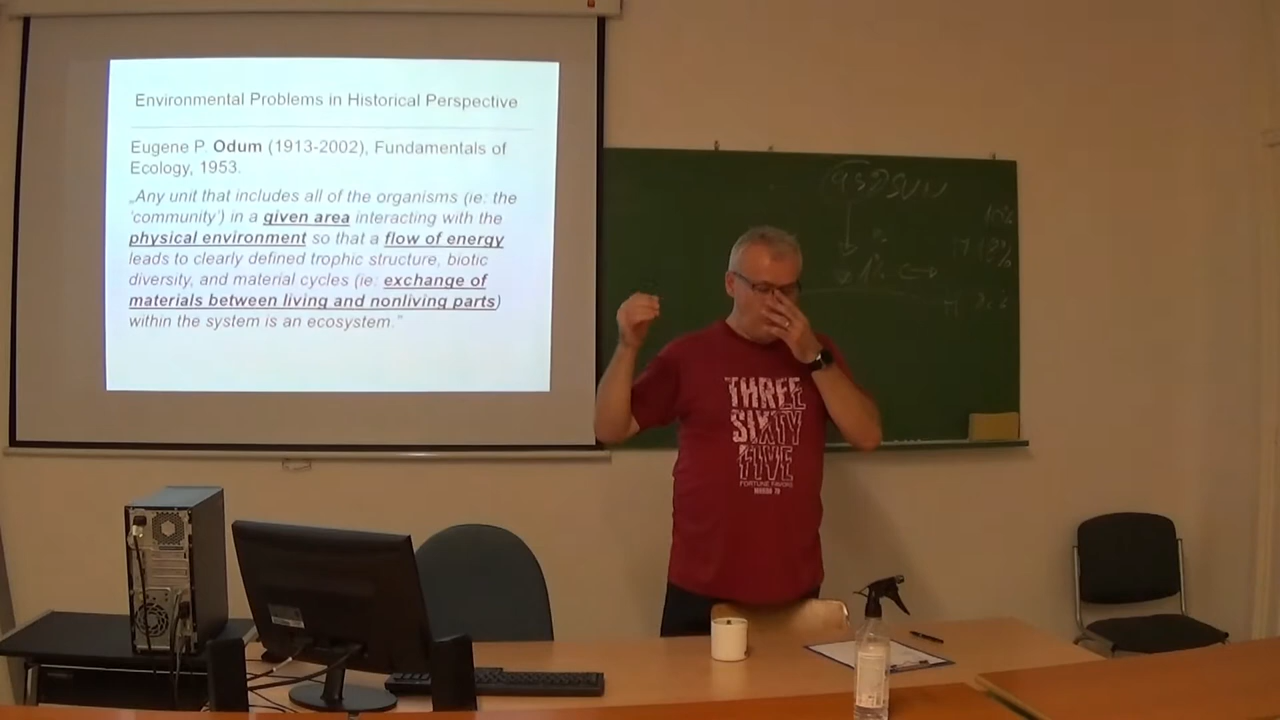 Environmental Problems in Historical Perspective
Eugene P. Odum (1913-2002), Fundamentals of
Ecology, 1953.
„Any unit that includes all of the organisms (ie: the
‘community’) in a given area interacting with the
physical environment so that a flow of energy
leads to clearly defined trophic structure, biotic
diversity, and material cycles (ie: exchange of
materials between living and nonliving parts)
within the system is an ecosystem.”
THREE
SIXTY
FIVE
FORTUNE FAVORS